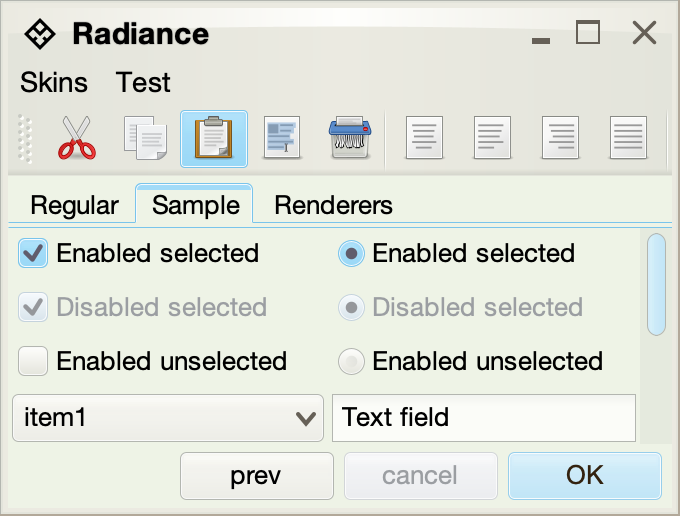 Radiance
Skins Test
Regular Sample Renderers
Enabled selected Enabled selected
Disabled selected Disabled selected
Enabled unselected Enabled unselected
item1 Text field
prev cancel OK